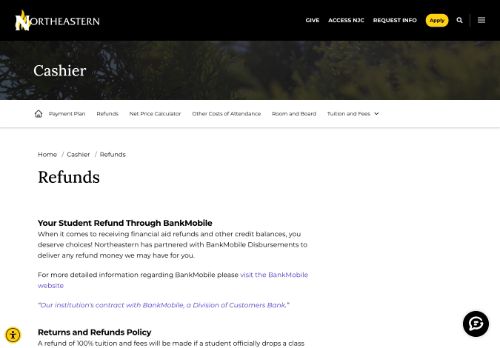 NORTHEASTERN
GIVE ACCESS NJC REQUEST INFO Apply
Cashier
Payment Plan Refunds Net Price Calculator Other Costs of Attendance Room and Board Tuition and Fees
Home / Cashier / Refunds
Refunds
Your Student Refund Through BankMobile
When it comes to receiving financial aid refunds and other credit balances, you
deserve choices! Northeastern has partnered with BankMobile Disbursements to
deliver any refund money we may have for you.
For more detailed information regarding BankMobile please visit the BankMobile
website
“Our institution's contract with BankMobile, a Division of Customers Bank.”
Returns and Refunds Policy
A refund of 100% tuition and fees will be made if a student officially drops a class